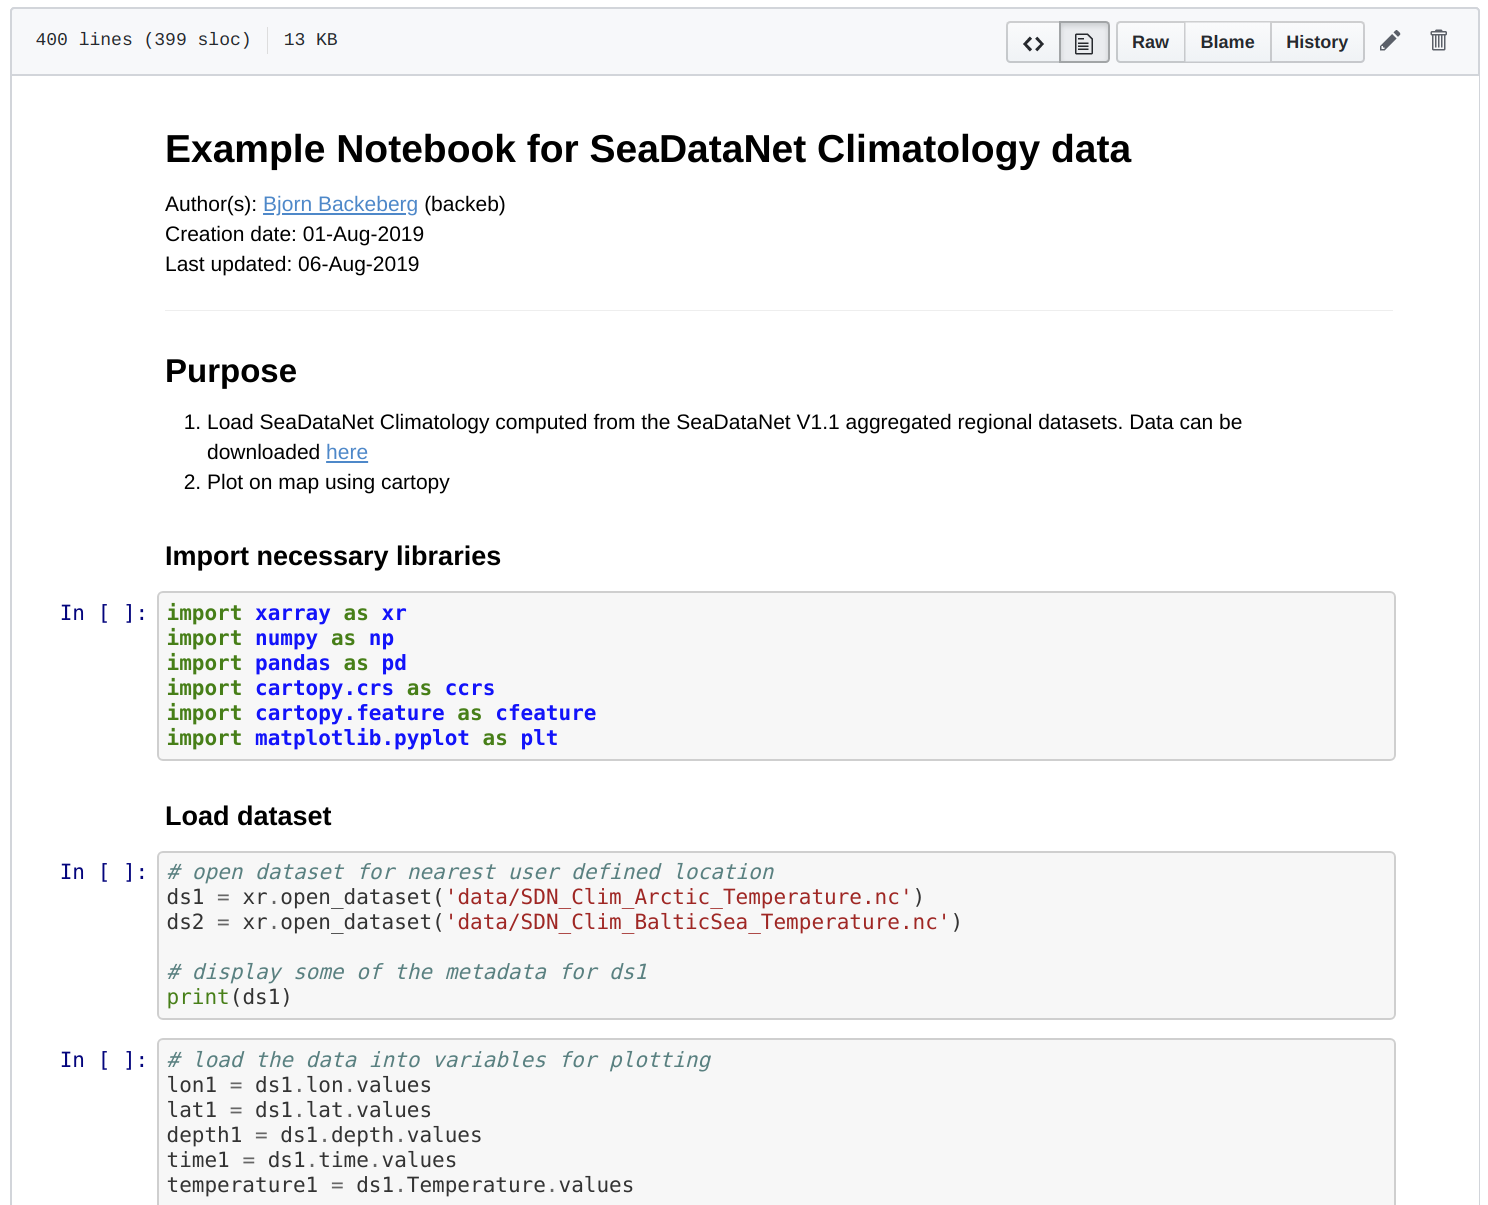 400 lines (399 sloc) 13 KB
<> Raw Blame History
Example Notebook for SeaDataNet Climatology data
Author(s): Bjorn Backeberg (backeb)
Creation date: 01-Aug-2019
Last updated: 06-Aug-2019
Purpose
1. Load SeaDataNet Climatology computed from the SeaDataNet V1.1 aggregated regional datasets. Data can be
downloaded here
2. Plot on map using cartopy
Import necessary libraries
In [ ]: import xarray as xr
import numpy as np
import pandas as pd
import cartopy.crs as ccrs
import cartopy.feature as cfeature
import matplotlib.pyplot as plt
Load dataset
In [ ]: # open dataset for nearest user defined location
ds1 = xr.open_dataset('data/SDN_Clim_Arctic_Temperature.nc')
ds2 = xr.open_dataset('data/SDN_Clim_BalticSea_Temperature.nc')
# display some of the metadata for ds1
print(ds1)
In [ ]: # load the data into variables for plotting
lon1 = ds1.lon.values
lat1 = ds1.lat.values
depth1 = ds1.depth.values
time1 = ds1.time.values
temperature1 = ds1.Temperature.values